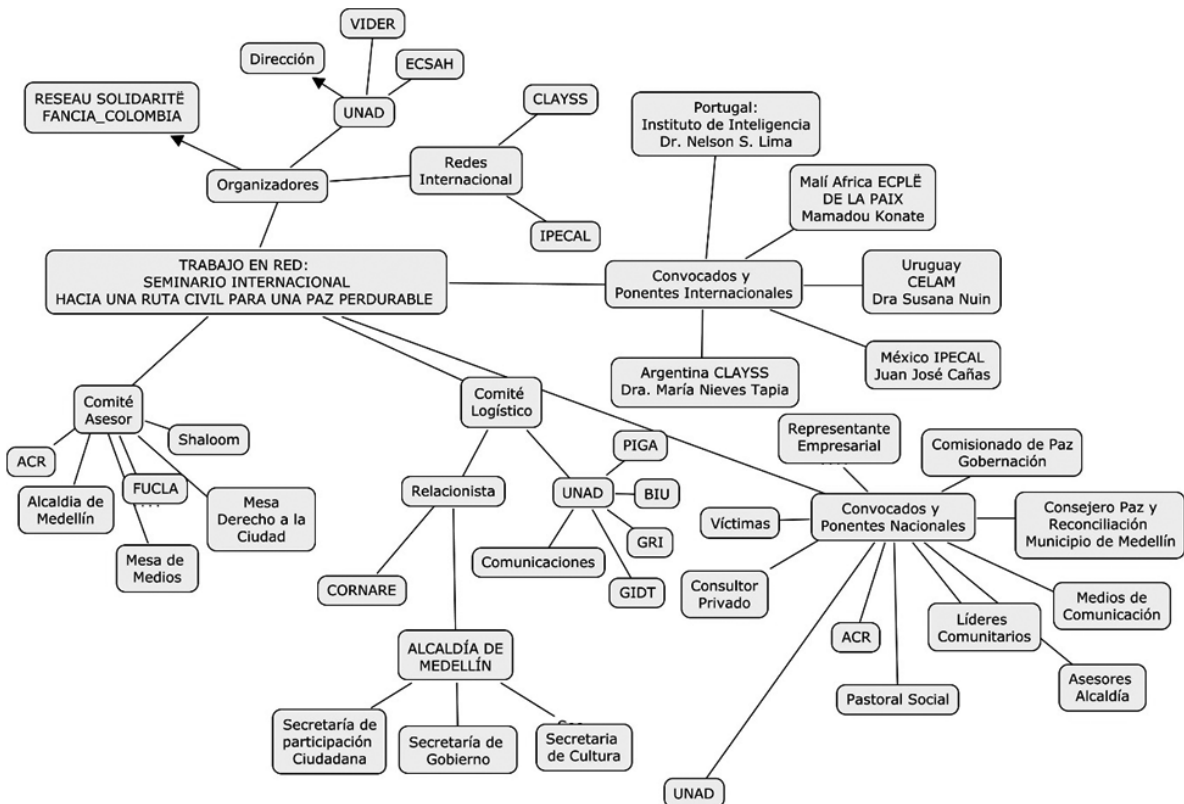 VIDER
Dirección
ECSAH
RESEAU SOLIDARITË
FANCIA_COLOMBIA
UNAD
CLAYSS
Organizadores
Redes
Internacional
IPECAL
Portugal:
Instituto de Inteligencia
Dr. Nelson S. Lima
Malí Africa ECPLË
DE LA PAIX
Mamadou Konate
TRABAJO EN RED:
SEMINARIO INTERNACIONAL
HACIA UNA RUTA CIVIL PARA UNA PAZ PERDURABLE
Convocados y
Ponentes Internacionales
Uruguay
CELAM
Dra Susana Nuin
Argentina CLAYSS
Dra. María Nieves Tapia
México IPECAL
Juan José Cañas
Comité
Asesor
Shaloom
ACR
Alcaldia de
Medellín
FUCLA
Mesa de
Medios
Mesa
Derecho a la
Ciudad
Comité
Logístico
Relacionista
CORNARE
UNAD
PIGA
BIU
GRI
GIDT
Comunicaciones
ALCALDÍA DE
MEDELLÍN
Secretaría de
participación
Ciudadana
Secretaría de
Gobierno
Secretaria
de Cultura
Representante
Empresarial
Comisionado de Paz
Gobernación
Convocados y
Ponentes Nacionales
Víctimas
Consejero Paz y
Reconciliación
Municipio de Medellín
Consultor
Privado
ACR
Pastoral Social
Líderes
Comunitarios
Medios de
Comunicación
Asesores
Alcaldía
UNAD